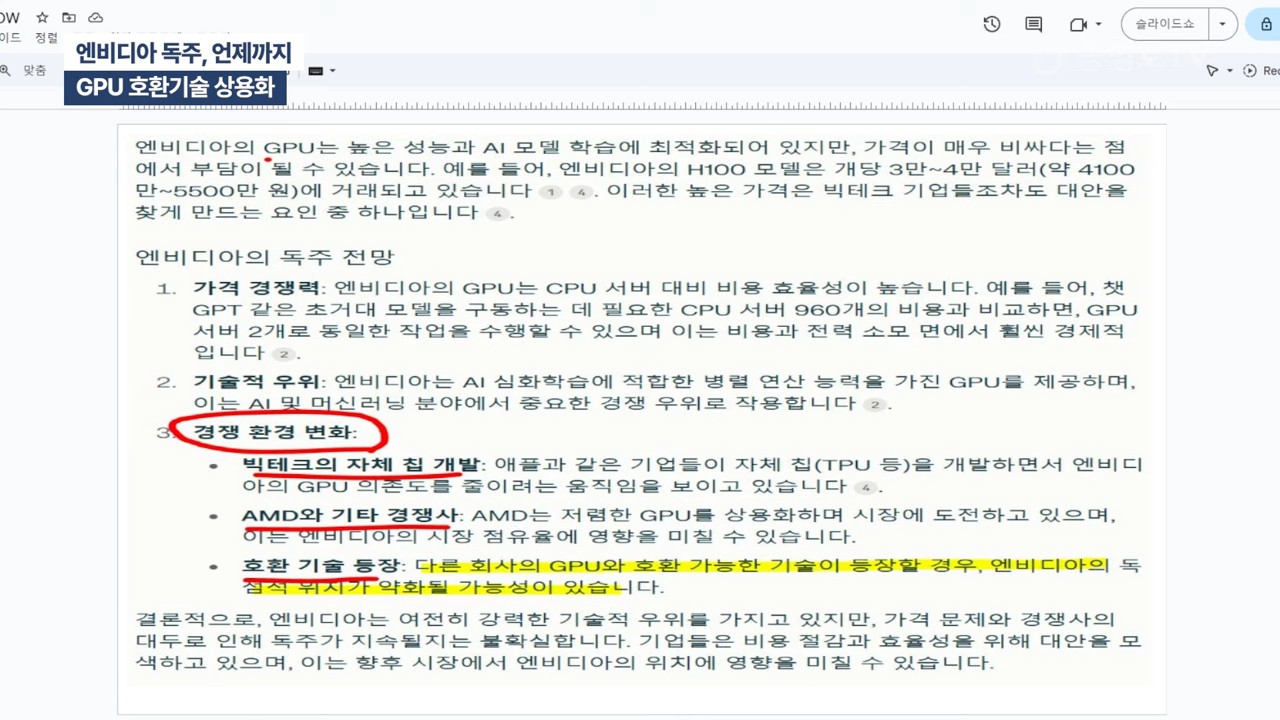 OW
이드
정렬
맞춤
슬라이드쇼
Rec
엔비디아 독주, 언제까지
GPU 호환기술 상용화
엔비디아의 GPU는 높은 성능과 AI 모델 학습에 최적화되어 있지만, 가격이 매우 비싸다는 점
에서 부담이 될 수 있습니다. 예를 들어, 엔비디아의 H100 모델은 개당 3만~4만 달러(약 4100
만~5500만 원)에 거래되고 있습니다 1 4. 이러한 높은 가격은 빅테크 기업들조차도 대안을
찾게 만드는 요인 중 하나입니다 4.
엔비디아의 독주 전망
1. 가격 경쟁력: 엔비디아의 GPU는 CPU 서버 대비 비용 효율성이 높습니다. 예를 들어, 챗
GPT 같은 초거대 모델을 구동하는 데 필요한 CPU 서버 960개의 비용과 비교하면, GPU
서버 2개로 동일한 작업을 수행할 수 있으며 이는 비용과 전력 소모 면에서 훨씬 경제적
입니다 2.
2. 기술적 우위: 엔비디아는 AI 심화학습에 적합한 병렬 연산 능력을 가진 GPU를 제공하며,
이는 AI 및 머신러닝 분야에서 중요한 경쟁 우위로 작용합니다 2.
3. 경쟁 환경 변화:
• 빅테크의 자체 칩 개발: 애플과 같은 기업들이 자체 칩(TPU 등)을 개발하면서 엔비디
아의 GPU 의존도를 줄이려는 움직임을 보이고 있습니다 4.
• AMD와 기타 경쟁사: AMD는 저렴한 GPU를 상용화하며 시장에 도전하고 있으며,
이는 엔비디아의 시장 점유율에 영향을 미칠 수 있습니다.
• 호환 기술 등장: 다른 회사의 GPU와 호환 가능한 기술이 등장할 경우, 엔비디아의 독
점적 위치가 약화될 가능성이 있습니다.
결론적으로, 엔비디아는 여전히 강력한 기술적 우위를 가지고 있지만, 가격 문제와 경쟁사의
대두로 인해 독주가 지속될지는 불확실합니다. 기업들은 비용 절감과 효율성을 위해 대안을 모
색하고 있으며, 이는 향후 시장에서 엔비디아의 위치에 영향을 미칠 수 있습니다.